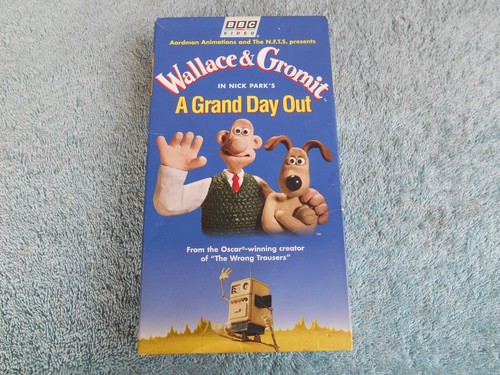 BBC
VIDEO
Aardman Animations and The N.F.T.S. presents
Wallace & Gromit™
IN NICK PARK'S
A Grand Day Out
From the Oscar®-winning creator
of "The Wrong Trousers"